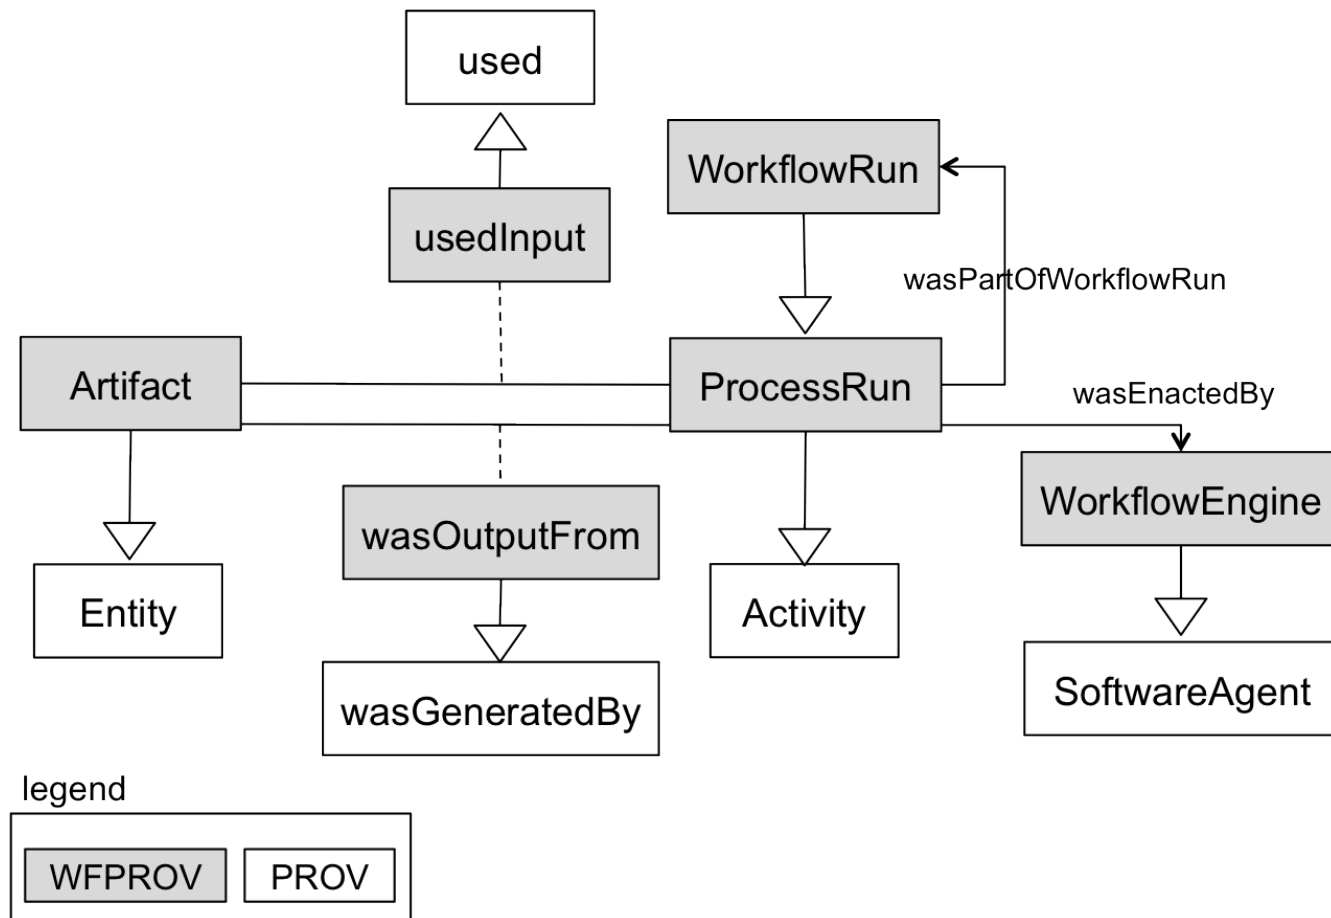 used
WorkflowRun
usedInput
wasPartOfWorkflowRun
Artifact
ProcessRun
wasEnactedBy
WorkflowEngine
wasOutputFrom
Entity
Activity
SoftwareAgent
wasGeneratedBy
legend
WFPROV
PROV